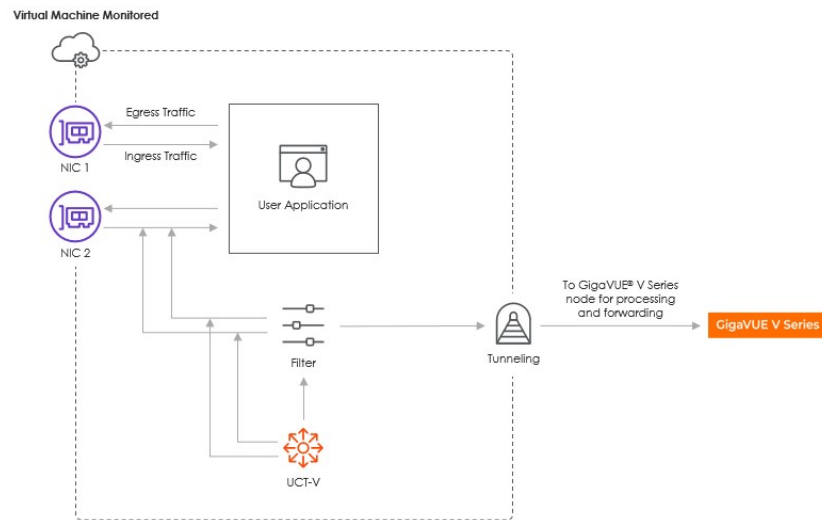 Virtual Machine Monitored
Egress Traffic
Ingress Traffic
NIC 1
User Application
NIC 2
To GigaVUE® V Series
node for processing
and forwarding
GigaVUE V Series
Filter
Tunneling
UCT-V